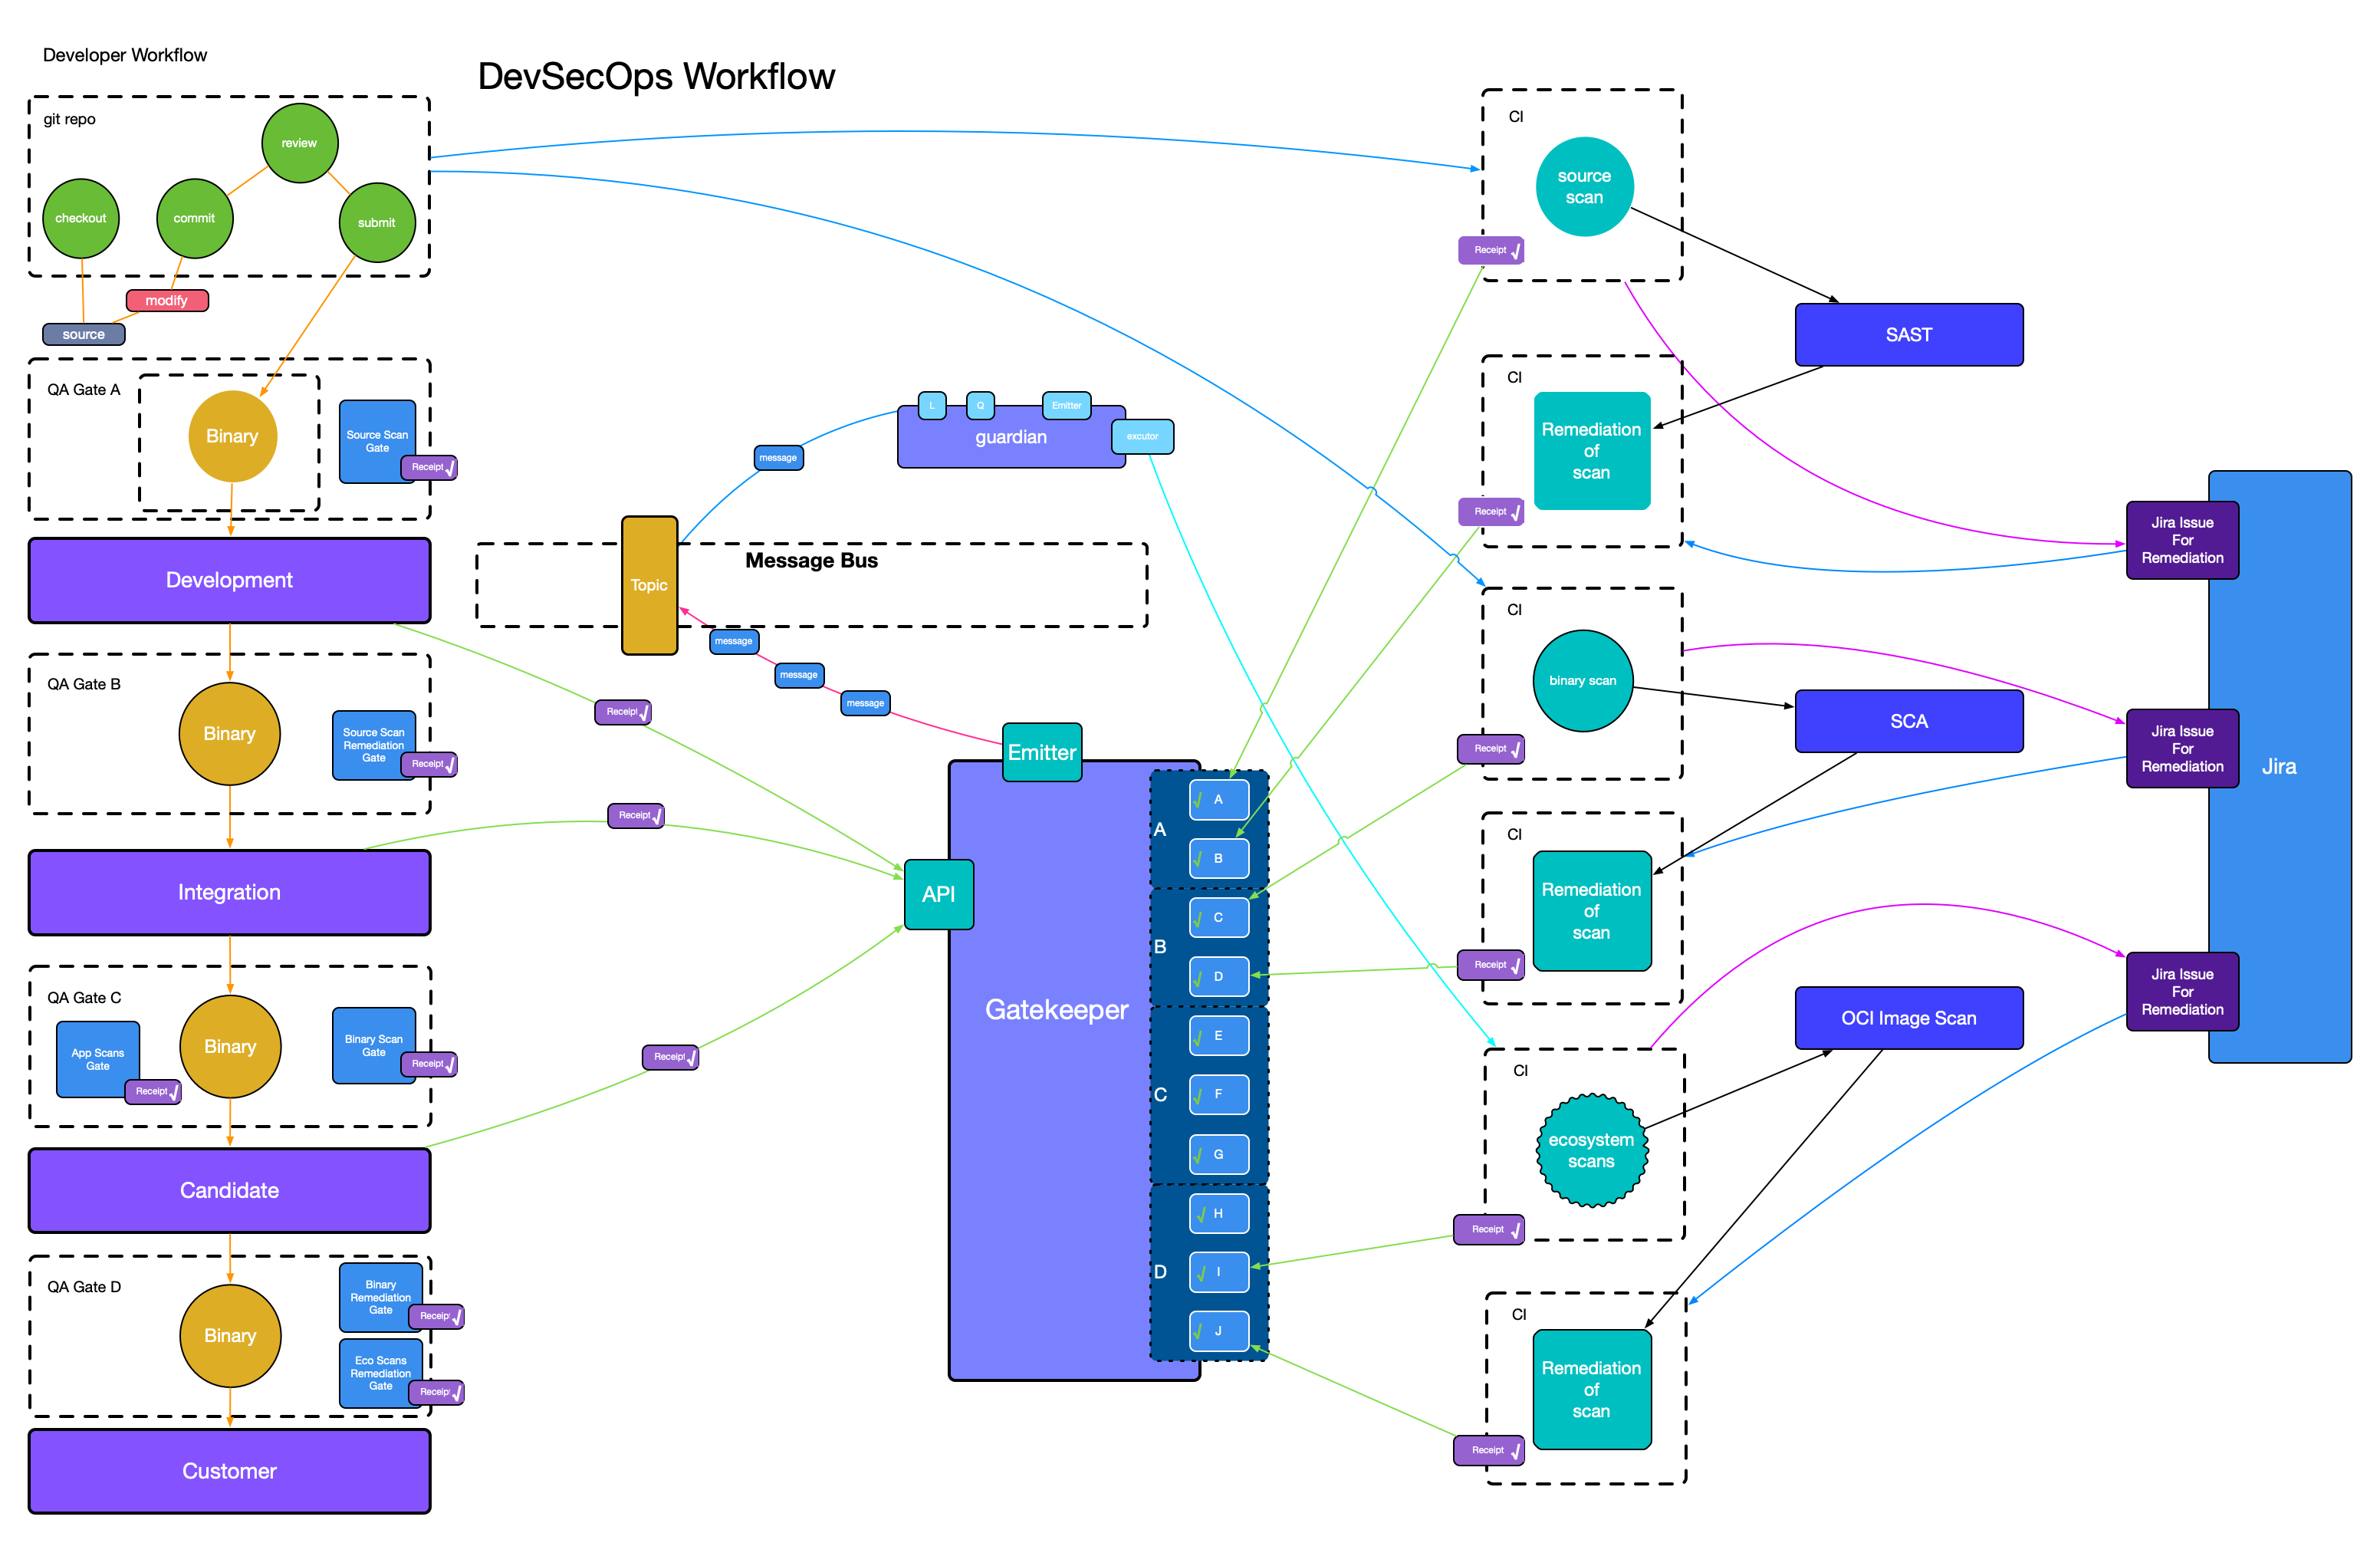 Developer Workflow
DevSecOps Workflow
git repo
review
checkout
commit
submit
modify
source
QA Gate A
Binary
Source Scan
Gate
Receipt
Development
QA Gate B
Binary
Source Scan
Remediation
Gate
Receipt
Integration
QA Gate C
App Scans
Gate
Receipt
Binary
Binary Scan
Gate
Receipt
Candidate
QA Gate D
Binary
Binary
Remediation
Gate
Receipt
Eco Scans
Remediation
Gate
Receipt
Customer
L
Q
Emitter
guardian
excutor
message
Message Bus
Topic
message
message
message
Receipt
Receipt
Receipt
Emitter
API
Gatekeeper
A
A
B
B
C
D
C
E
F
G
D
H
I
J
CI
source
scan
Receipt
SAST
CI
Remediation
of
scan
Receipt
CI
binary scan
Receipt
SCA
CI
Remediation
of
scan
Receipt
CI
ecosystem
scans
Receipt
OCI Image Scan
CI
Remediation
of
scan
Receipt
Jira Issue
For
Remediation
Jira Issue
For
Remediation
Jira
Jira Issue
For
Remediation